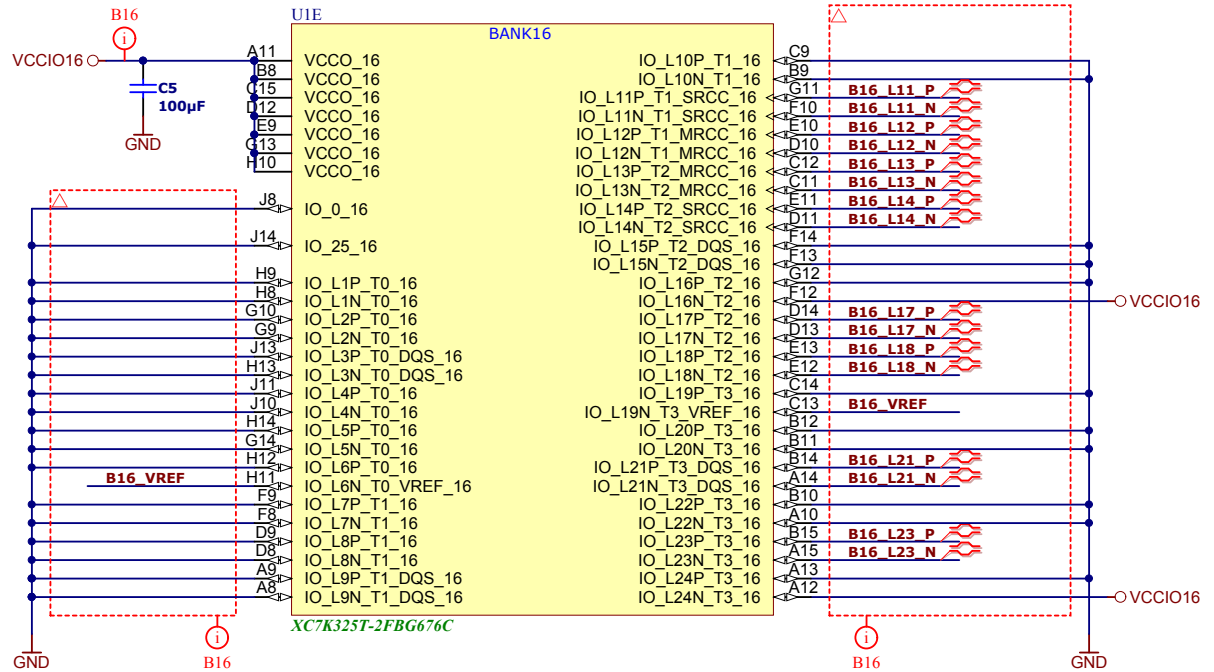 B16
i
VCCIO16
C5
100µF
GND
U1E
BANK16
A11 VCCO_16
B8 VCCO_16
C15 VCCO_16
D12 VCCO_16
E9 VCCO_16
G13 VCCO_16
H10 VCCO_16
J8 IO_0_16
J14 IO_25_16
H9 IO_L1P_T0_16
H8 IO_L1N_T0_16
G10 IO_L2P_T0_16
G9 IO_L2N_T0_16
J13 IO_L3P_T0_DQS_16
H13 IO_L3N_T0_DQS_16
J11 IO_L4P_T0_16
J10 IO_L4N_T0_16
H14 IO_L5P_T0_16
G14 IO_L5N_T0_16
H12 IO_L6P_T0_16
B16_VREF H11 IO_L6N_T0_VREF_16
F9 IO_L7P_T1_16
F8 IO_L7N_T1_16
D9 IO_L8P_T1_16
D8 IO_L8N_T1_16
A9 IO_L9P_T1_DQS_16
A8 IO_L9N_T1_DQS_16
IO_L10P_T1_16 C9
IO_L10N_T1_16 B9
IO_L11P_T1_SRCC_16 G11 B16_L11_P
IO_L11N_T1_SRCC_16 F10 B16_L11_N
IO_L12P_T1_MRCC_16 E10 B16_L12_P
IO_L12N_T1_MRCC_16 D10 B16_L12_N
IO_L13P_T2_MRCC_16 C12 B16_L13_P
IO_L13N_T2_MRCC_16 C11 B16_L13_N
IO_L14P_T2_SRCC_16 E11 B16_L14_P
IO_L14N_T2_SRCC_16 D11 B16_L14_N
IO_L15P_T2_DQS_16 F14
IO_L15N_T2_DQS_16 F13
IO_L16P_T2_16 G12
IO_L16N_T2_16 F12 VCCIO16
IO_L17P_T2_16 D14 B16_L17_P
IO_L17N_T2_16 D13 B16_L17_N
IO_L18P_T2_16 E13 B16_L18_P
IO_L18N_T2_16 E12 B16_L18_N
IO_L19P_T3_16 C14
IO_L19N_T3_VREF_16 C13 B16_VREF
IO_L20P_T3_16 B12
IO_L20N_T3_16 B11
IO_L21P_T3_DQS_16 B14 B16_L21_P
IO_L21N_T3_DQS_16 A14 B16_L21_N
IO_L22P_T3_16 B10
IO_L22N_T3_16 A10
IO_L23P_T3_16 B15 B16_L23_P
IO_L23N_T3_16 A15 B16_L23_N
IO_L24P_T3_16 A13
IO_L24N_T3_16 A12 VCCIO16
XC7K325T-2FBG676C
GND
i
B16
i
B16
GND